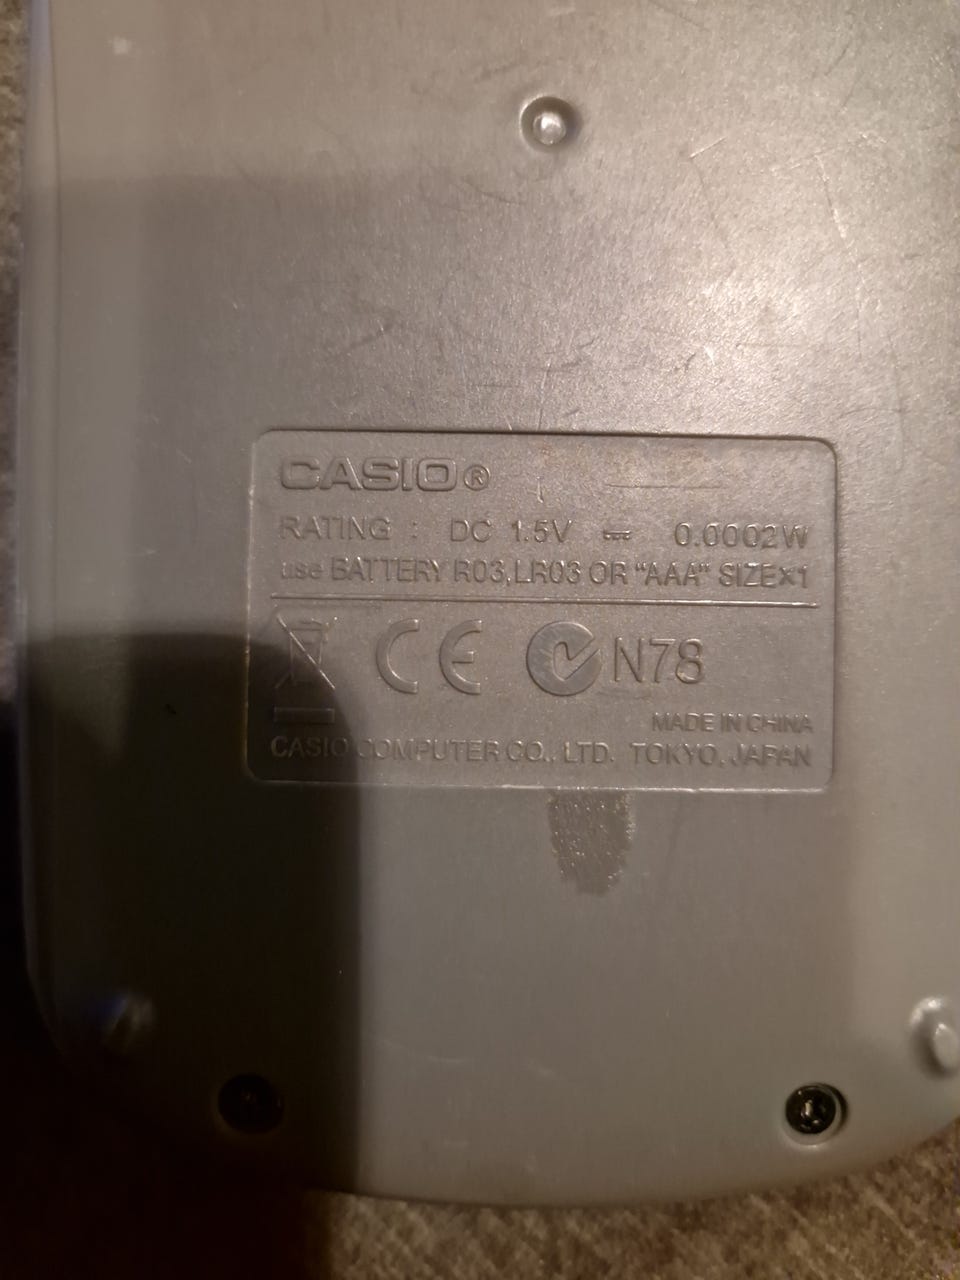 CASIO®
RATING : DC 1.5V ⎓ 0.0002W
use BATTERY R03,LR03 OR "AAA" SIZE×1
CE N78
MADE IN CHINA
CASIO COMPUTER CO., LTD. TOKYO, JAPAN